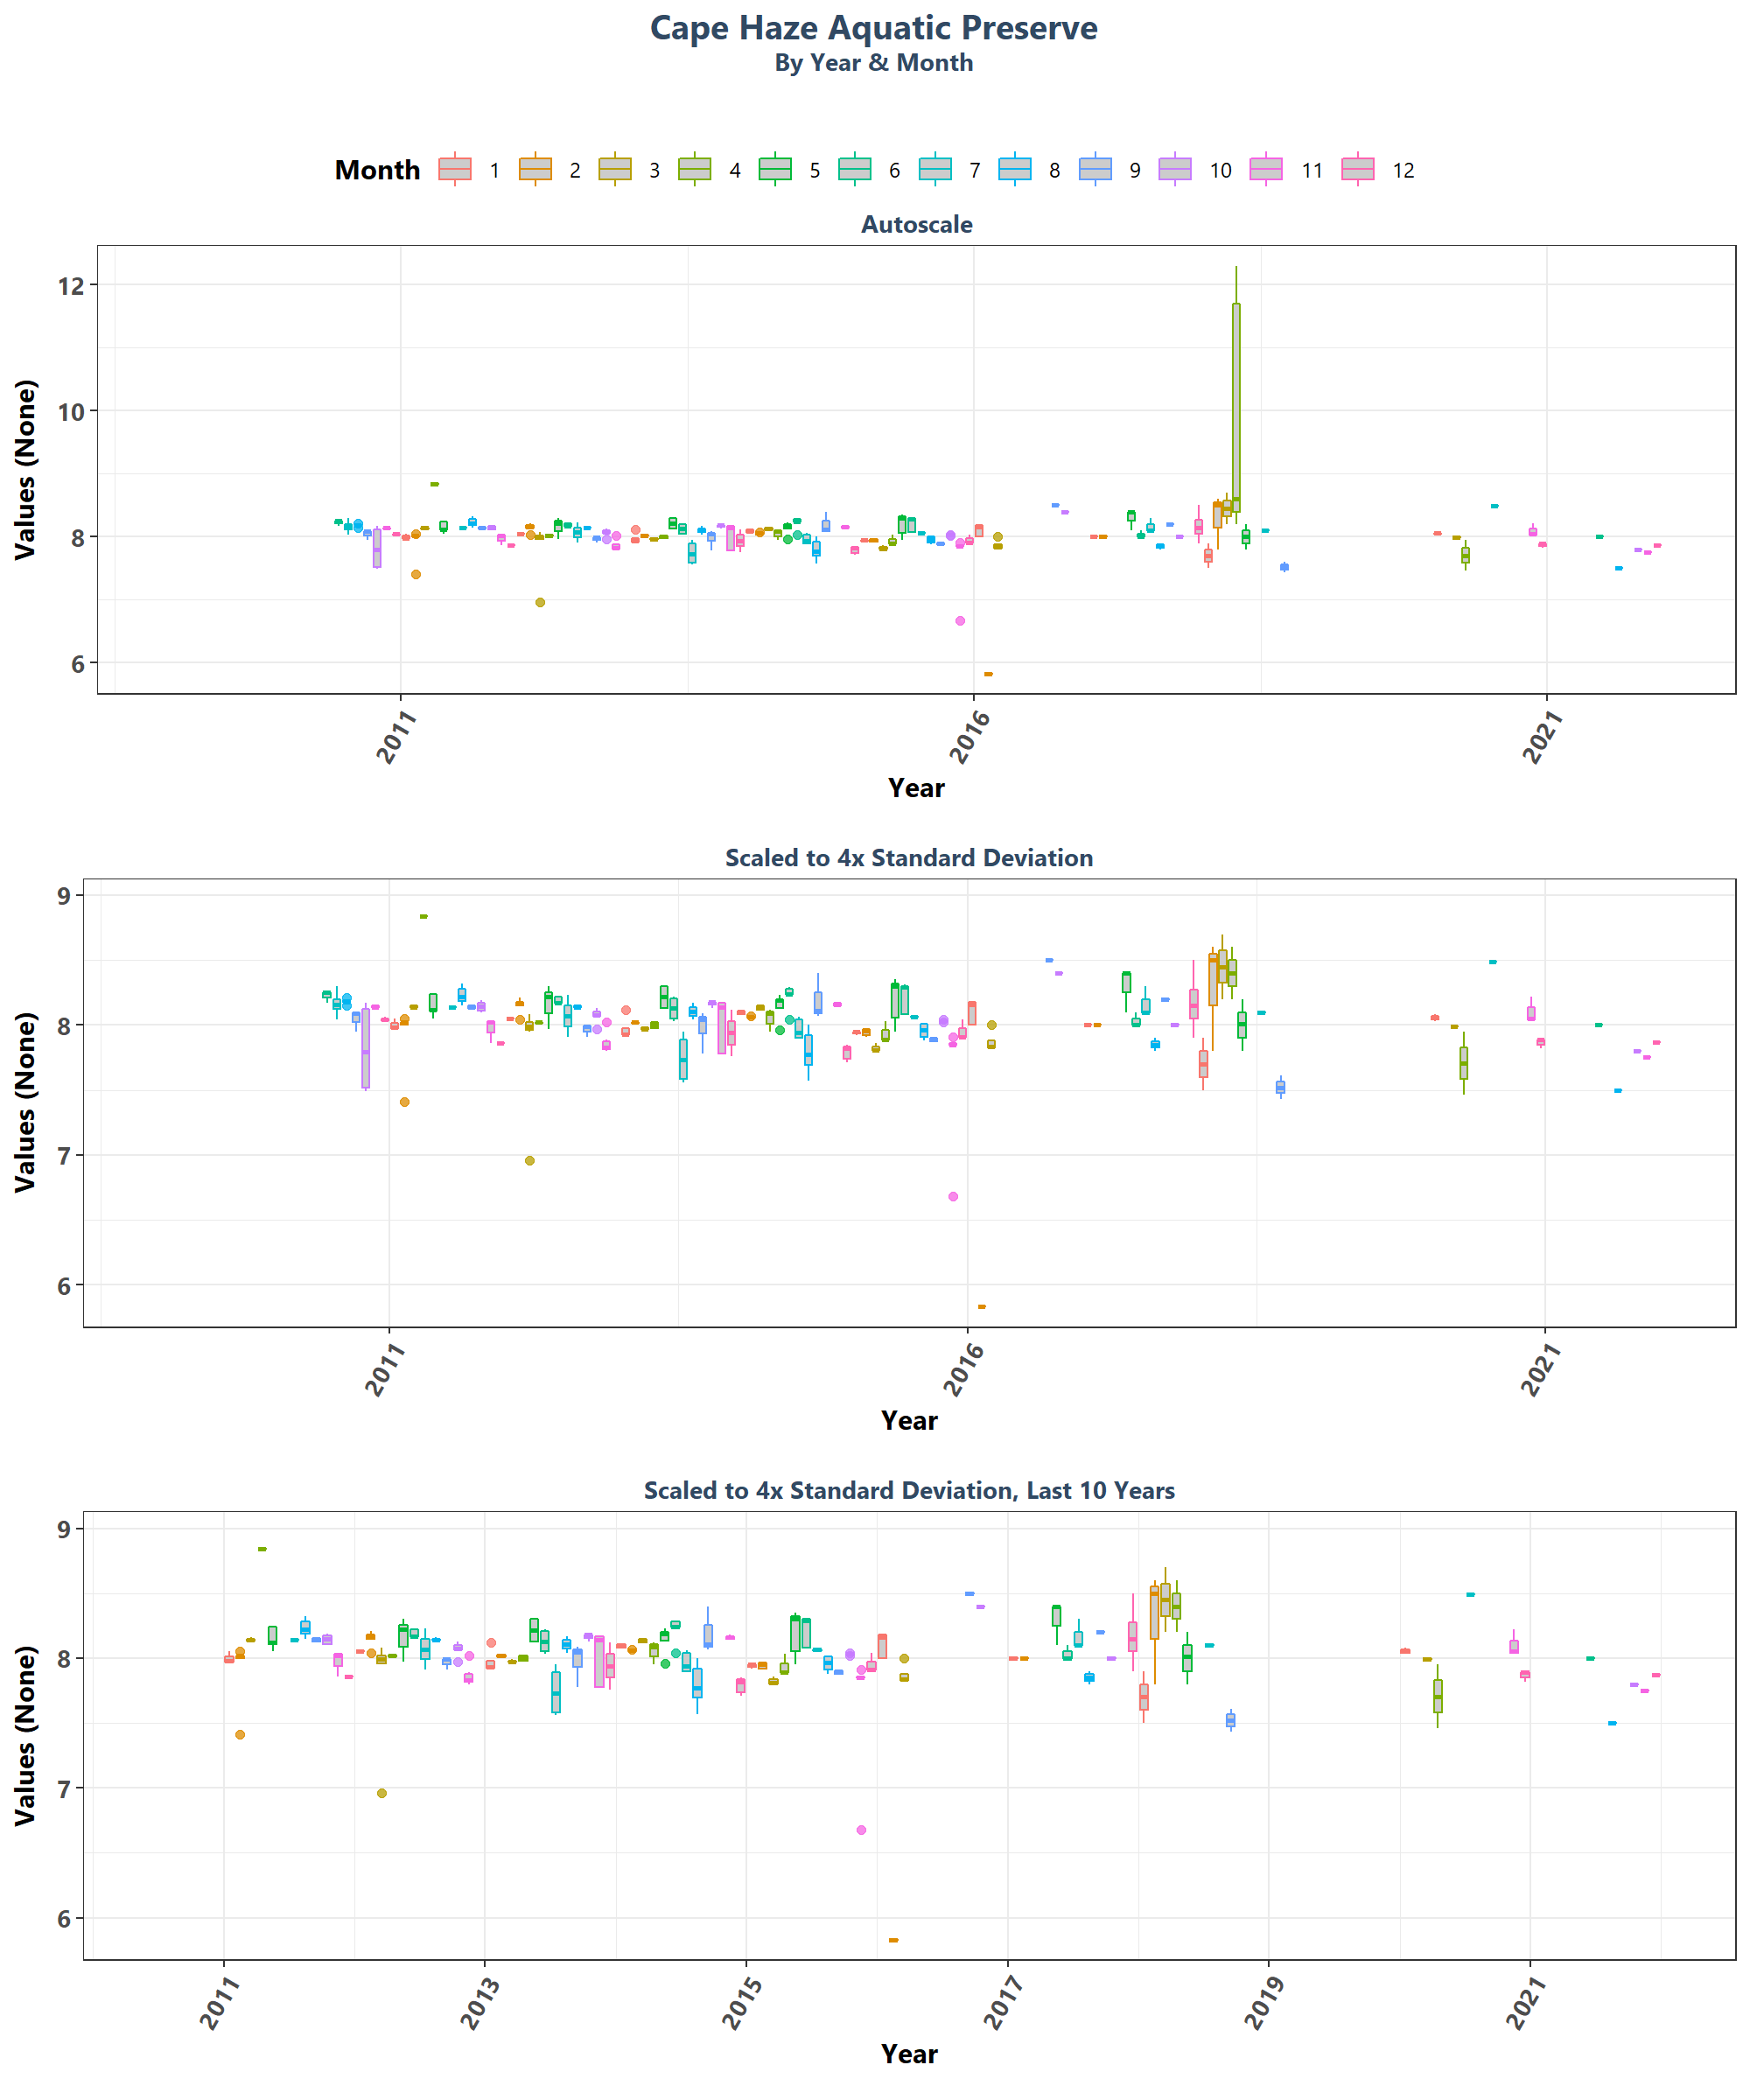 Cape Haze Aquatic Preserve
By Year & Month
Month 1 2 3 4 5 6 7 8 9 10 11 12
Autoscale
Values (None)
12
10
8
6
2011 2016 2021
Year
Scaled to 4x Standard Deviation
Values (None)
9
8
7
6
2011 2016 2021
Year
Scaled to 4x Standard Deviation, Last 10 Years
Values (None)
9
8
7
6
2011 2013 2015 2017 2019 2021
Year